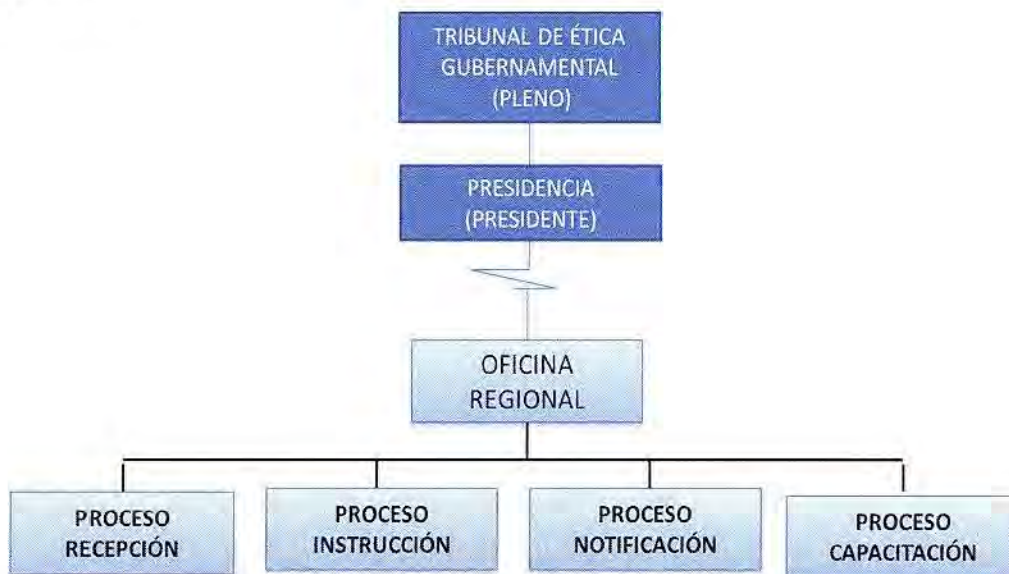 TRIBUNAL DE ÉTICA
GUBERNAMENTAL
(PLENO)
PRESIDENCIA
(PRESIDENTE)
OFICINA
REGIONAL
PROCESO
RECEPCIÓN
PROCESO
INSTRUCCIÓN
PROCESO
NOTIFICACIÓN
PROCESO
CAPACITACIÓN